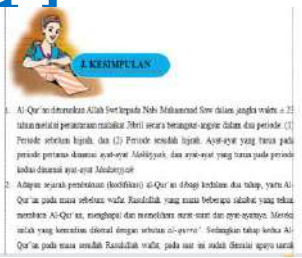 J. KESIMPULAN
1. Al-Qur'an diturunkan Allah Swt kepada Nabi Muhammad Saw dalam jangka waktu ± 23
tahun melalui perantaraan malaikat Jibril secara berangsur-angsur dalam dua periode: (1)
Periode sebelum hijrah; dan (2) Periode sesudah hijrah. Ayat-ayat yang turun pada
periode pertama dinamai ayat-ayat Makkiyyah, dan ayat-ayat yang turun pada periode
kedua dinamai ayat-ayat Madaniyyah
2. Adapun sejarah pembukuan (kodifikasi) al-Qur'an dibagi kedalam dua tahap, yaitu Al-
Qur'an pada masa sebelum wafat Rasulullah yang mana beberapa sahabat yang tekun
membaca Al-Qur'an, menghapal dan memelihara surat-surat dan ayat-ayatnya. Mereka
inilah yang kemudian dikenal dengan sebutan al-qurra'. Sedangkan tahap kedua Al-
Qur'an pada masa sesudah Rasulullah wafat, pada saat ini sudah dimulai upaya untuk